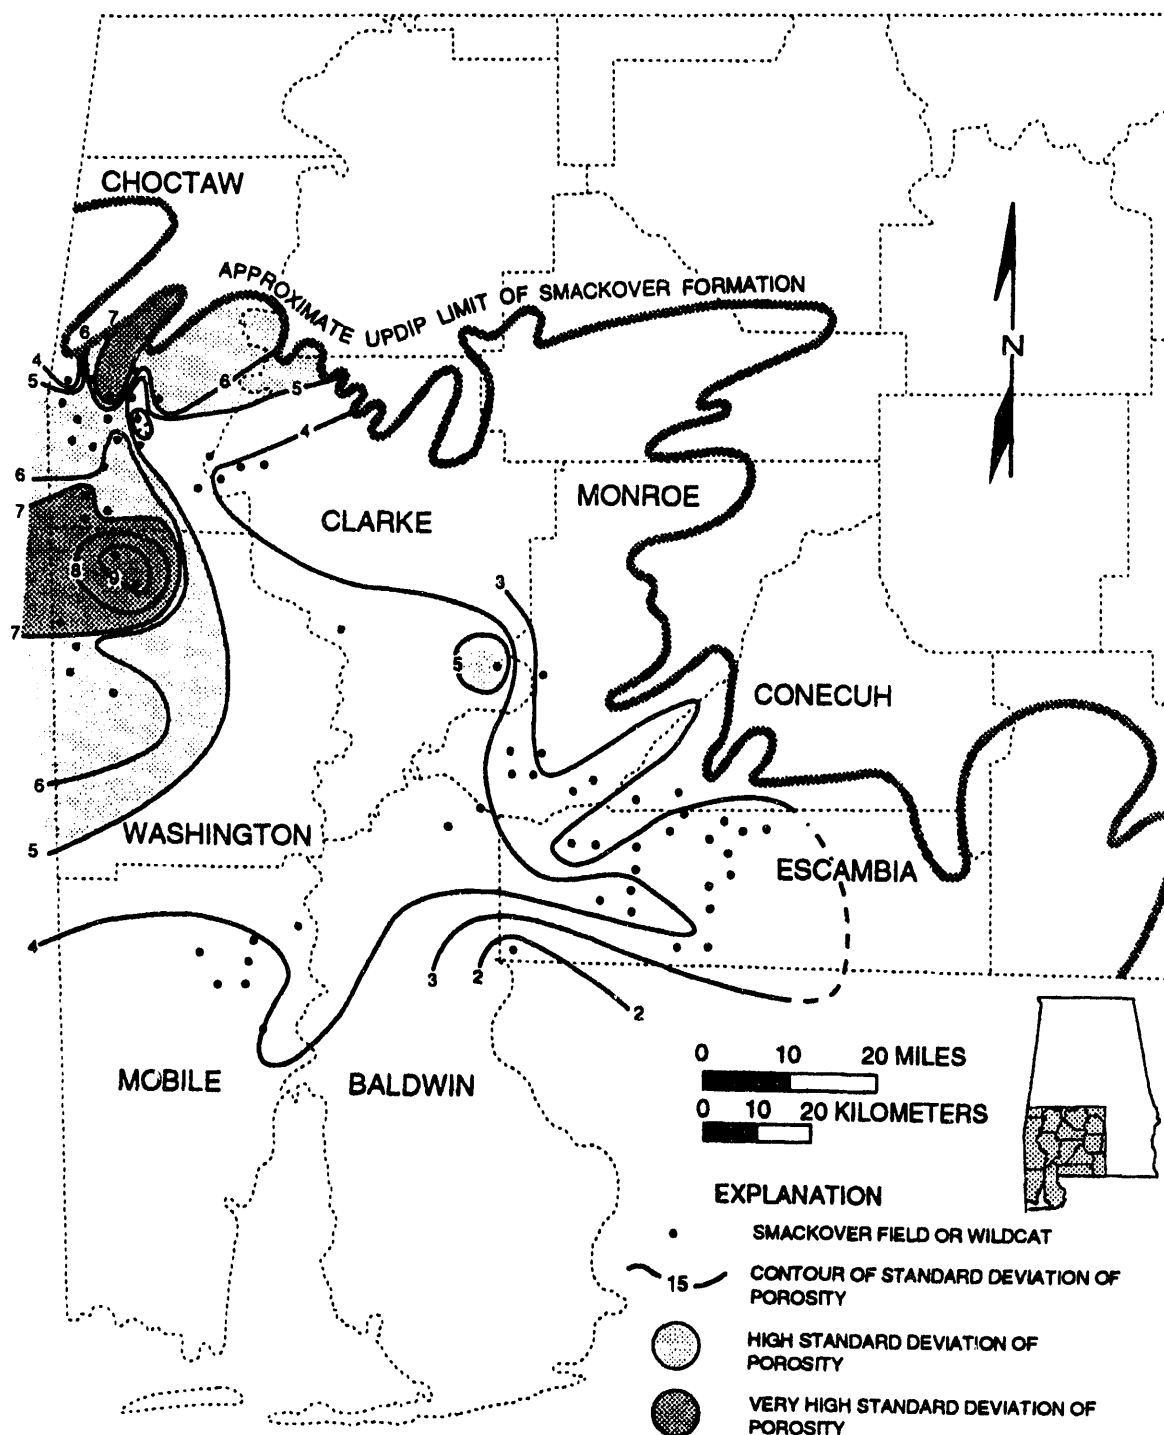 CHOCTAW
APPROXIMATE UPDIP LIMIT OF SMACKOVER FORMATION
6
7
4
5
6
5
4
N
6
7
MONROE
CLARKE
8
9
3
7
5
CONECUH
6
WASHINGTON
5
ESCAMBIA
4
3
2
2
0 10 20 MILES
MOBILE
BALDWIN
0 10 20 KILOMETERS
EXPLANATION
SMACKOVER FIELD OR WILDCAT
15
CONTOUR OF STANDARD DEVIATION OF
POROSITY
HIGH STANDARD DEVIATION OF
POROSITY
VERY HIGH STANDARD DEVIATION OF
POROSITY